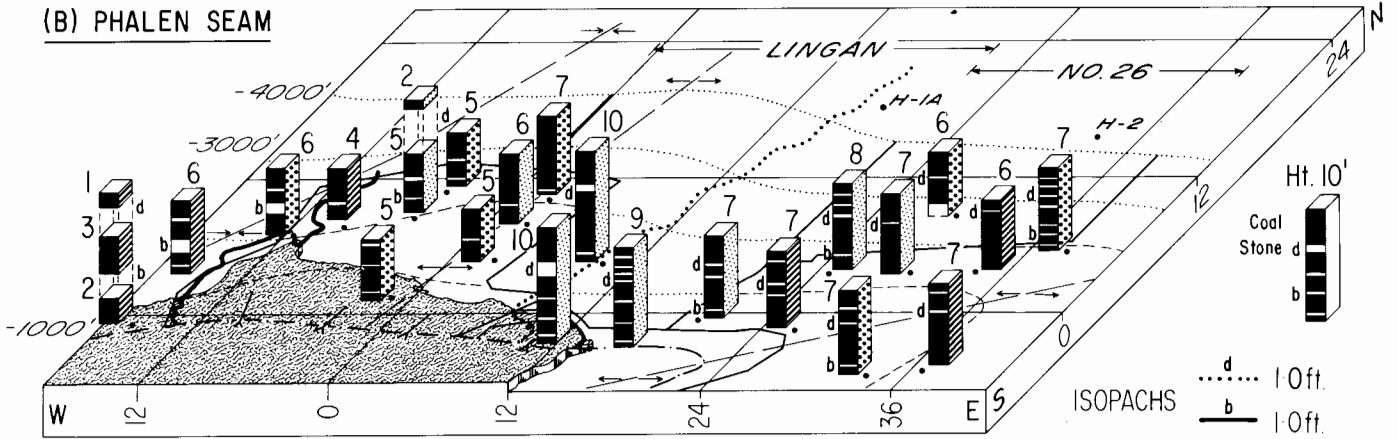 (B) PHALEN SEAM
N
24
LINGAN
NO. 26
-4000'
2
d
5
7
H-1A
H-2
-3000'
6
4
5
6
10
6
7
Ht. 10'
1
d
6
b
b
5
d
8
7
6
12
Coal
Stone
d
b
3
b
b
5
10
9
7
7
d
d
d
d
b
b
7
2
d
d
d
d
b
7
d
d
-1000'
b
b
0
W
12
0
12
24
36
E
S
ISOPACHS
d
1·0 ft.
b
1·0 ft.